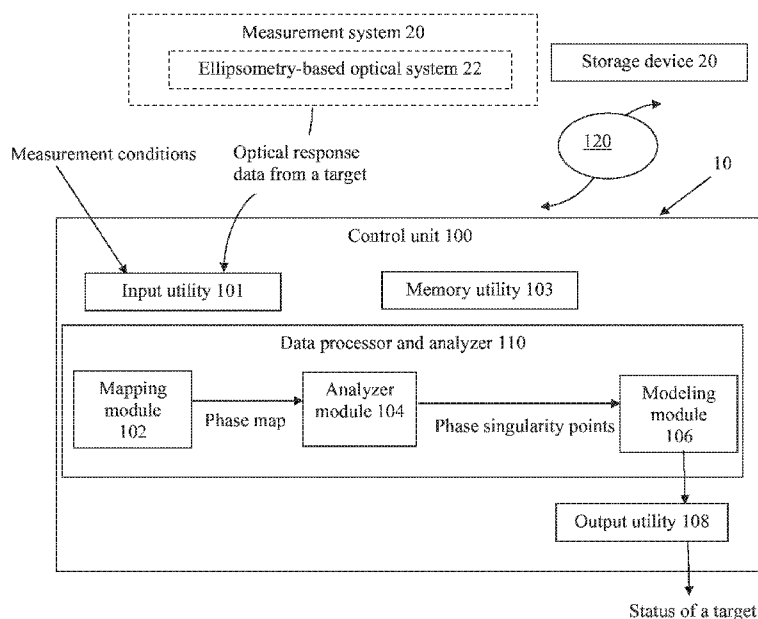 Measurement system 20
Ellipsometry-based optical system 22
Storage device 20
120
Measurement conditions
Optical response
data from a target
10
Control unit 100
Input utility 101
Memory utility 103
Data processor and analyzer 110
Mapping
module
102
Phase map
Analyzer
module 104
Phase singularity points
Modeling
module
106
Output utility 108
Status of a target